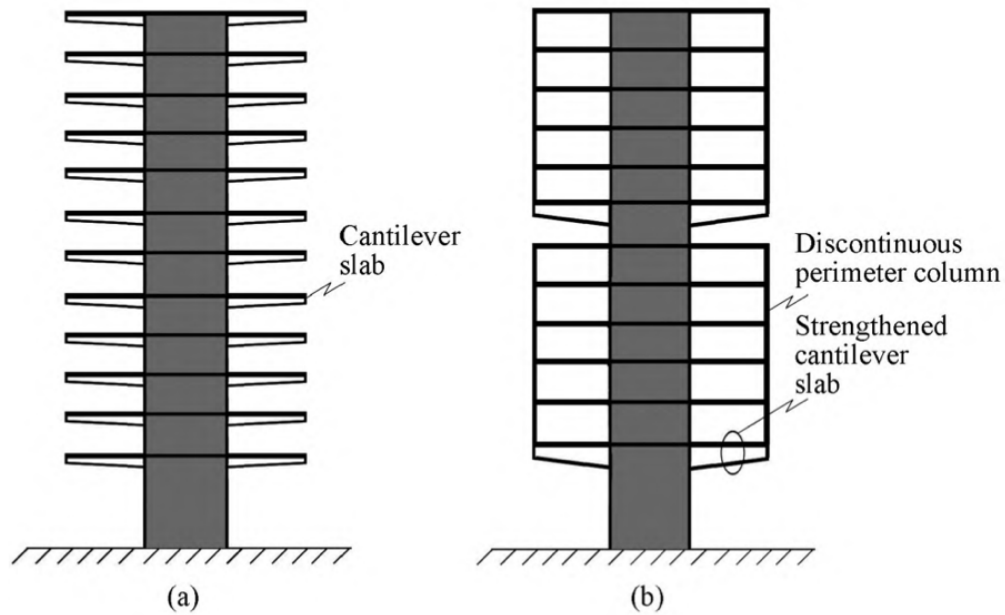 Cantilever
slab
Discontinuous
perimeter column
Strengthened
cantilever
slab
(a)
(b)